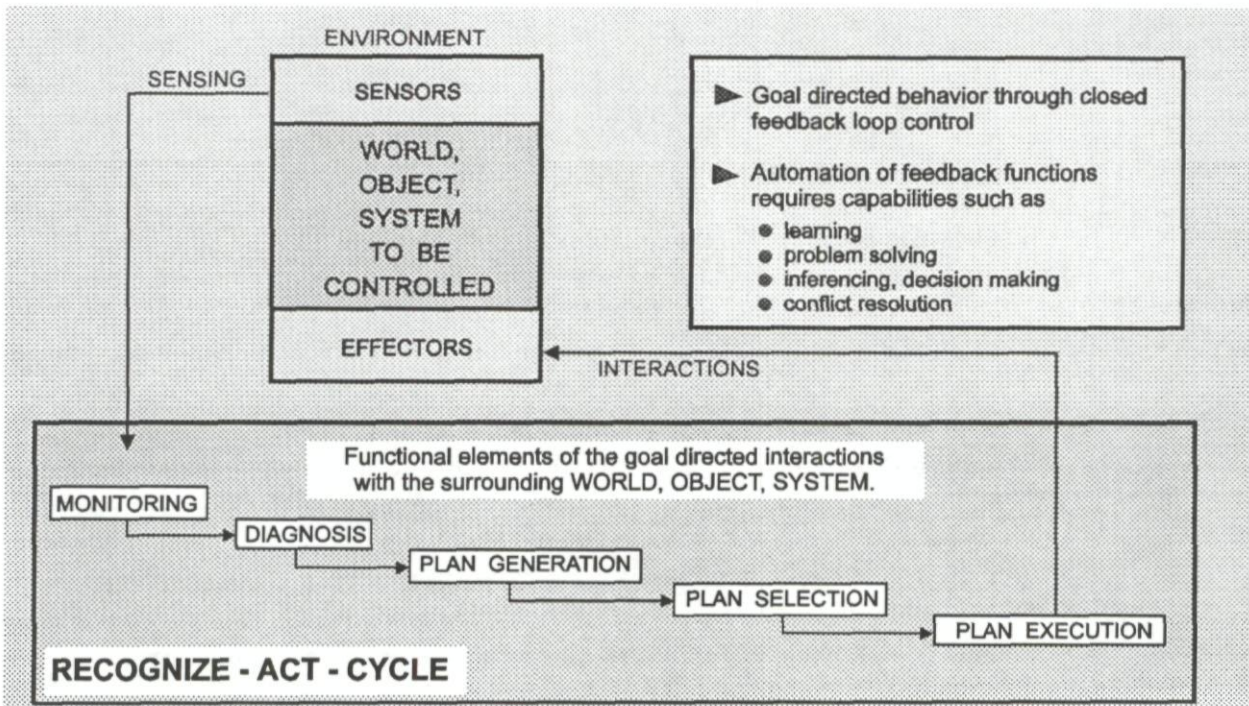 ENVIRONMENT
SENSING
SENSORS
WORLD,
OBJECT,
SYSTEM
TO BE
CONTROLLED
EFFECTORS
INTERACTIONS
Goal directed behavior through closed
feedback loop control
Automation of feedback functions
requires capabilities such as
learning
problem solving
inferencing, decision making
conflict resolution
Functional elements of the goal directed interactions
with the surrounding WORLD, OBJECT, SYSTEM.
MONITORING
DIAGNOSIS
PLAN GENERATION
PLAN SELECTION
PLAN EXECUTION
RECOGNIZE - ACT - CYCLE